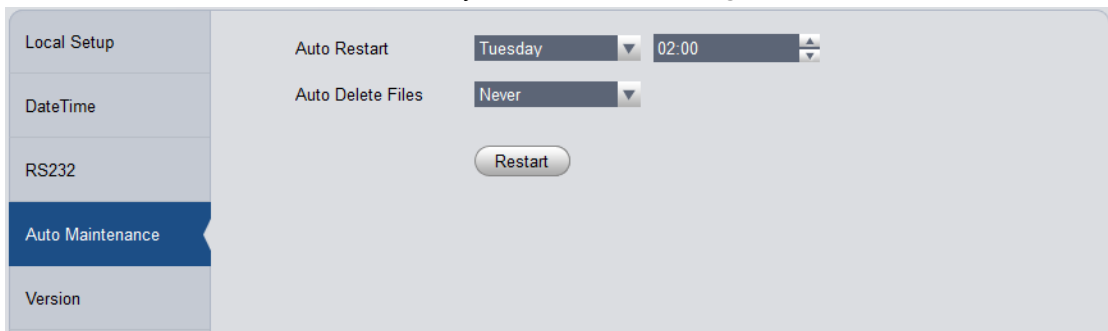 Local Setup
DateTime
RS232
Auto Maintenance
Version
Auto Restart Tuesday 02:00
Auto Delete Files Never
Restart